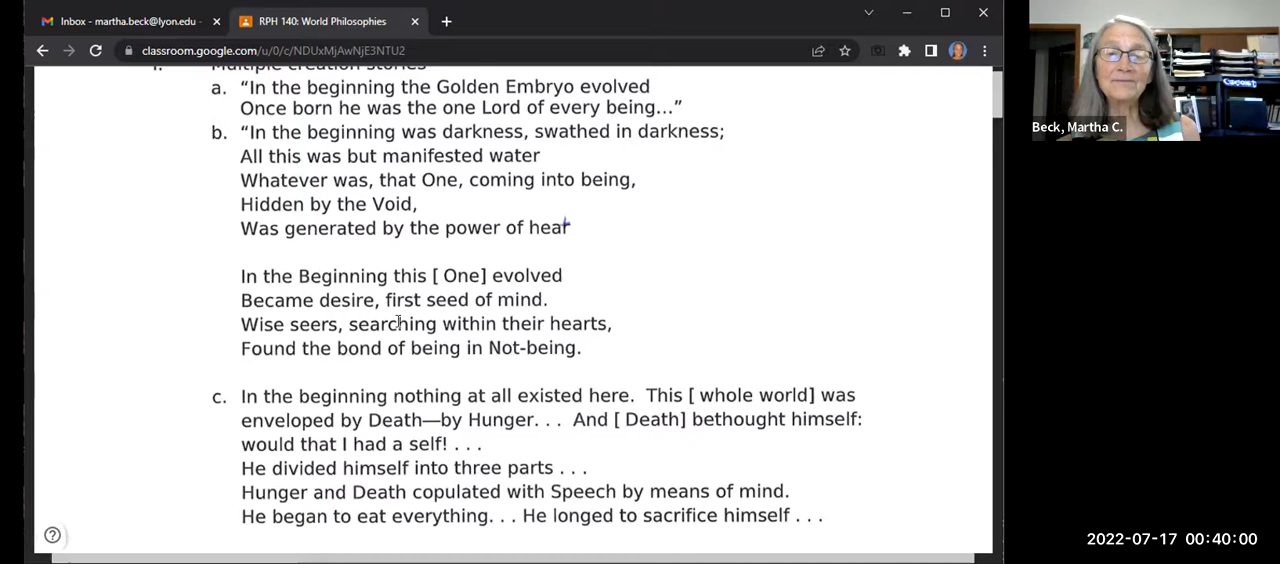 Inbox - martha.beck@lyon.edu -
RPH 140: World Philosophies
classroom.google.com/u/0/c/NDUxMjAwNjE3NTU2
Multiple creation stories
a. “In the beginning the Golden Embryo evolved
Once born he was the one Lord of every being...”
b. “In the beginning was darkness, swathed in darkness;
All this was but manifested water
Whatever was, that One, coming into being,
Hidden by the Void,
Was generated by the power of heat
In the Beginning this [ One] evolved
Became desire, first seed of mind.
Wise seers, searching within their hearts,
Found the bond of being in Not-being.
c. In the beginning nothing at all existed here. This [ whole world] was
enveloped by Death—by Hunger. . . And [ Death] bethought himself:
would that I had a self! . . .
He divided himself into three parts . . .
Hunger and Death copulated with Speech by means of mind.
He began to eat everything. . . He longed to sacrifice himself . . .
Beck, Martha C.
2022-07-17 00:40:00